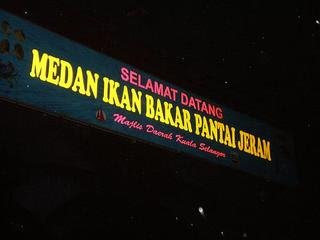 SELAMAT DATANG
MEDAN IKAN BAKAR PANTAI JERAM
Majlis Daerah Kuala Selangor